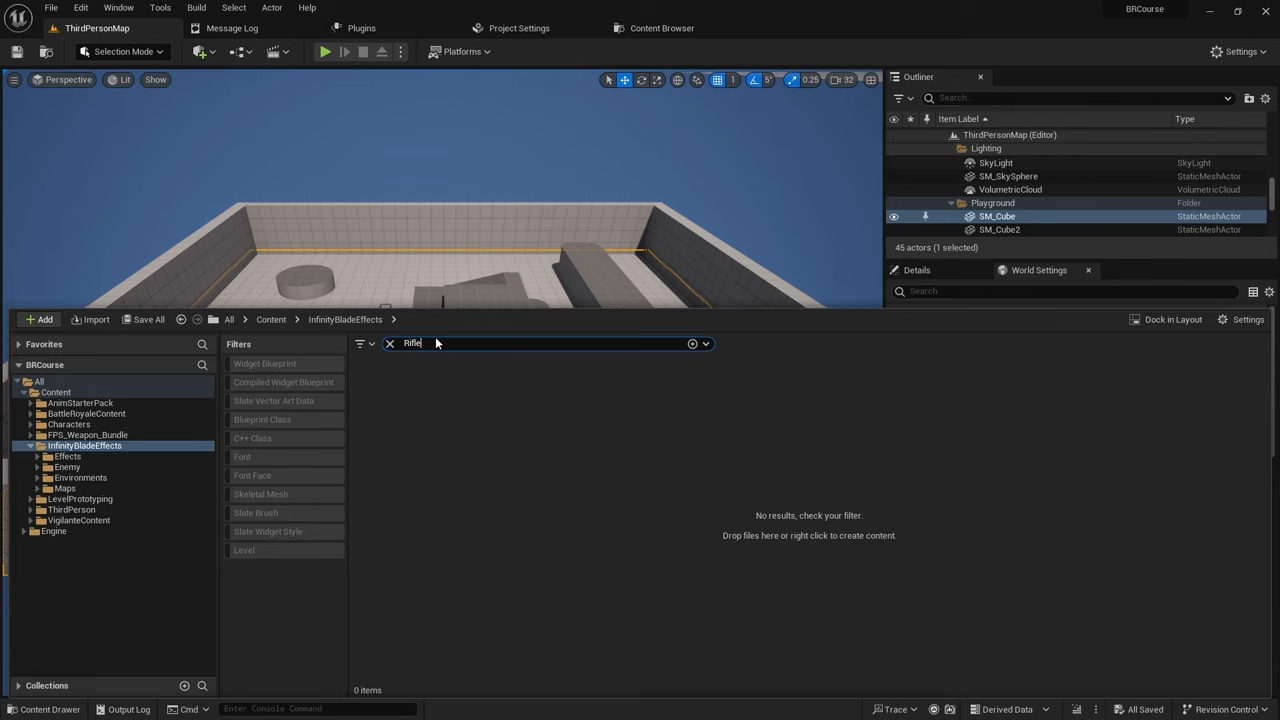 File Edit Window Tools Build Select Actor Help
BRCourse
ThirdPersonMap
Message Log
Plugins
Project Settings
Content Browser
Selection Mode
Platforms
Settings
Perspective
Lit
Show
1
5°
0.25
32
Outliner
Search...
Item Label
Type
ThirdPersonMap (Editor)
Lighting
SkyLight SkyLight
SM_SkySphere StaticMeshActor
VolumetricCloud VolumetricCloud
Playground Folder
SM_Cube StaticMeshActor
SM_Cube2 StaticMeshActor
45 actors (1 selected)
Details
World Settings
Search
Add
Import
Save All
All
Content
InfinityBladeEffects
Dock in Layout
Settings
Favorites
BRCourse
All
Content
AnimStarterPack
BattleRoyaleContent
Characters
FPS_Weapon_Bundle
InfinityBladeEffects
Effects
Enemy
Environments
Maps
LevelPrototyping
ThirdPerson
VigilanteContent
Engine
Collections
Filters
Widget Blueprint
Compiled Widget Blueprint
Slate Vector Art Data
Blueprint Class
C++ Class
Font
Font Face
Skeletal Mesh
Slate Brush
Slate Widget Style
Level
Rifle
No results, check your filter.
Drop files here or right click to create content.
0 items
Content Drawer
Output Log
Cmd
Enter Console Command
Trace
Derived Data
All Saved
Revision Control